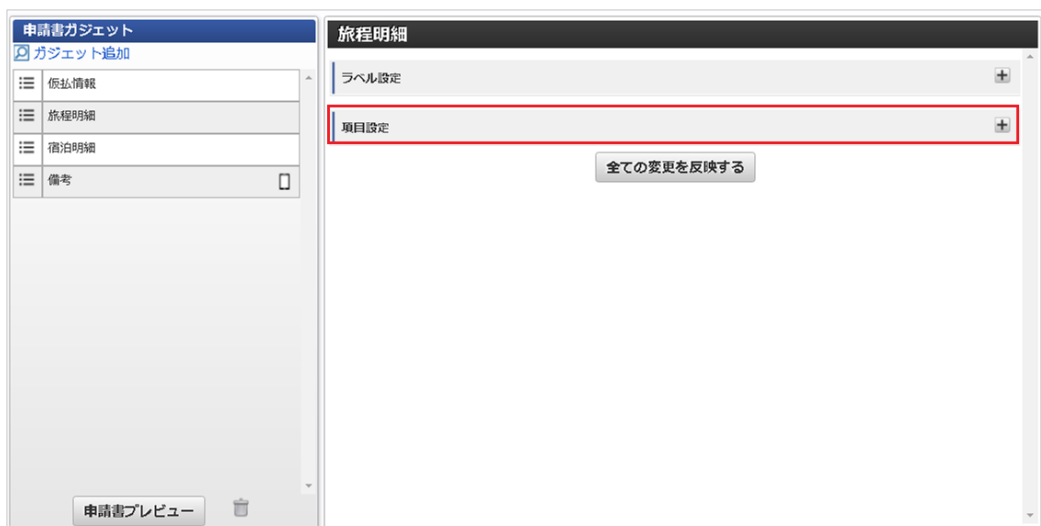 申請書ガジェット
ガジェット追加
仮払情報
旅程明細
宿泊明細
備考
申請書プレビュー
旅程明細
ラベル設定
項目設定
全ての変更を反映する